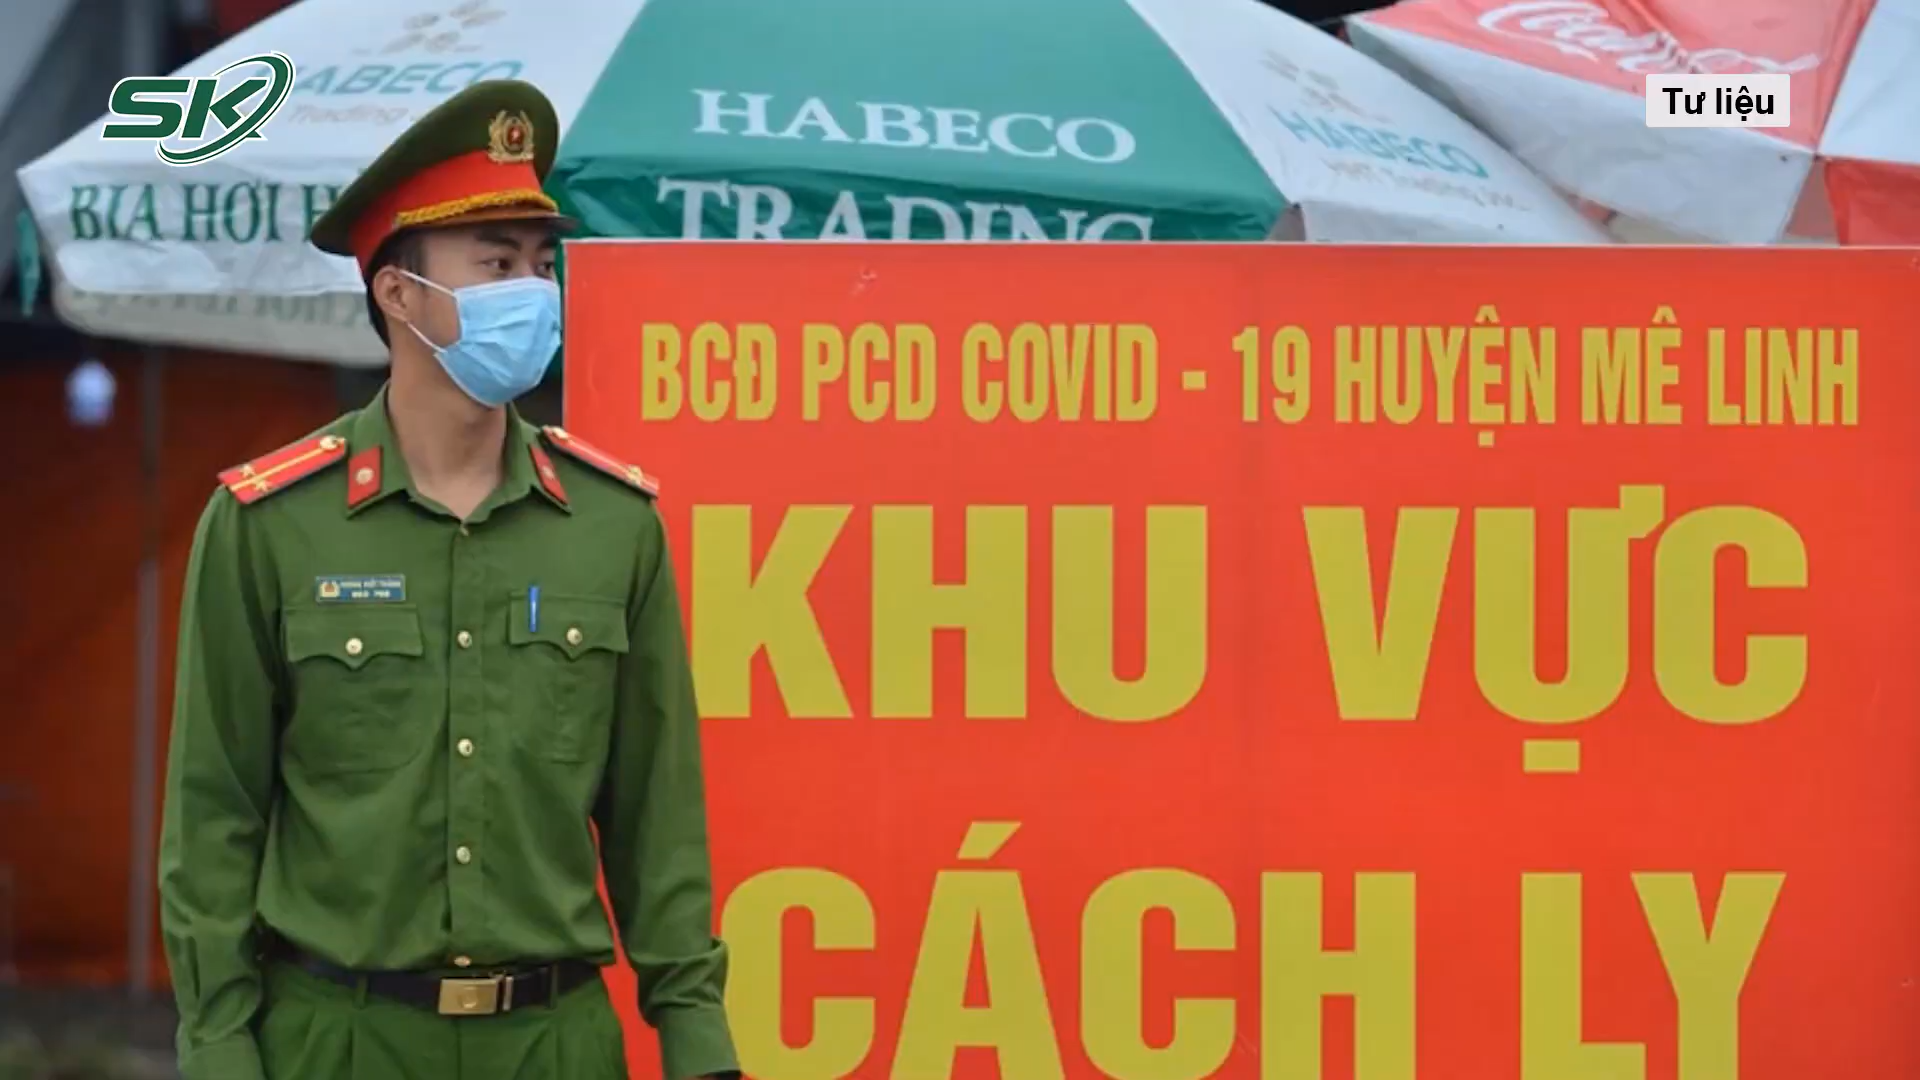 SK
Tư liệu
HABECO
HABECO
TRADING
HABECO
BIA HƠI
BCĐ PCD COVID - 19 HUYỆN MÊ LINH
KHU VỰC
CÁCH LY